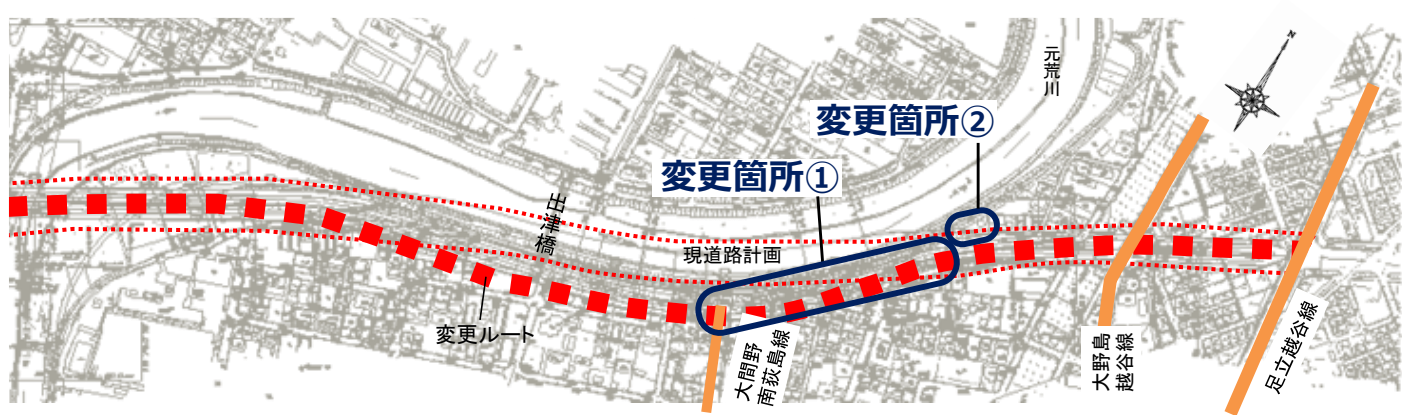 元荒川
N
変更箇所②
変更箇所①
出津橋
現道路計画
変更ルート
大間野
南荻島線
大野島
越谷線
足立越谷線